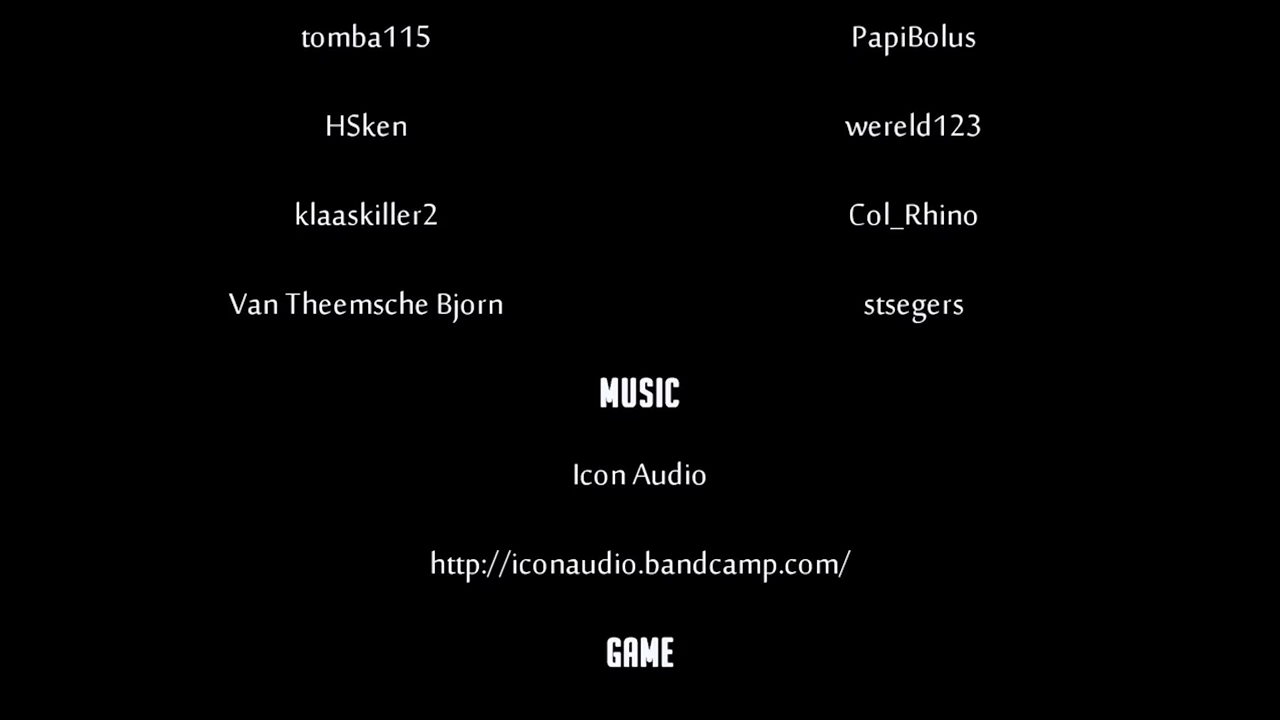 tomba115 PapiBolus
HSken wereld123
klaaskiller2 Col_Rhino
Van Theemsche Bjorn stsegers
MUSIC
Icon Audio
http://iconaudio.bandcamp.com/
GAME